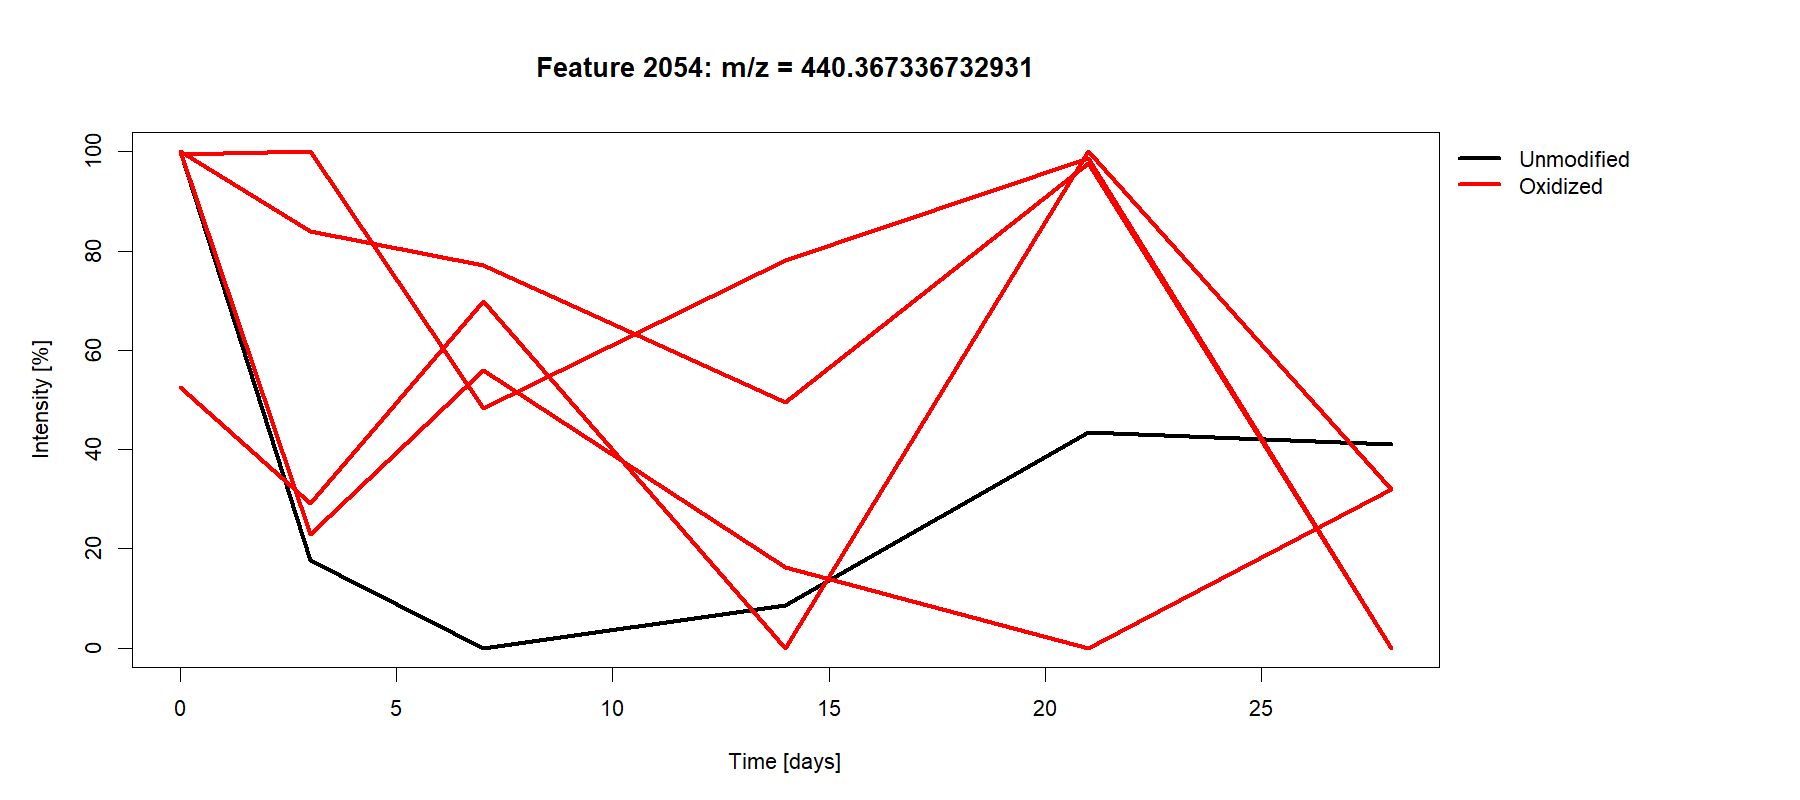 Feature 2054: m/z = 440.367336732931
Unmodified
Oxidized
Intensity [%]
100
80
60
40
20
0
0 5 10 15 20 25
Time [days]